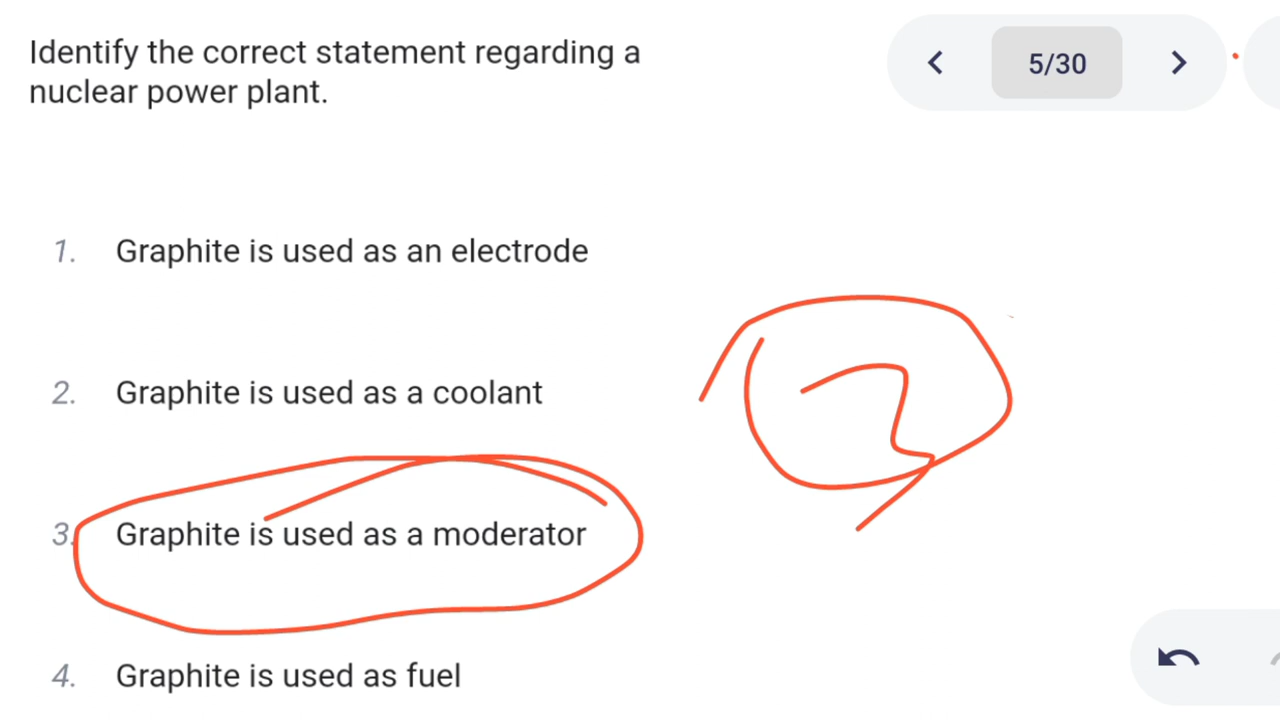 Identify the correct statement regarding a
nuclear power plant.
5/30
1. Graphite is used as an electrode
2. Graphite is used as a coolant
3
3. Graphite is used as a moderator
4. Graphite is used as fuel